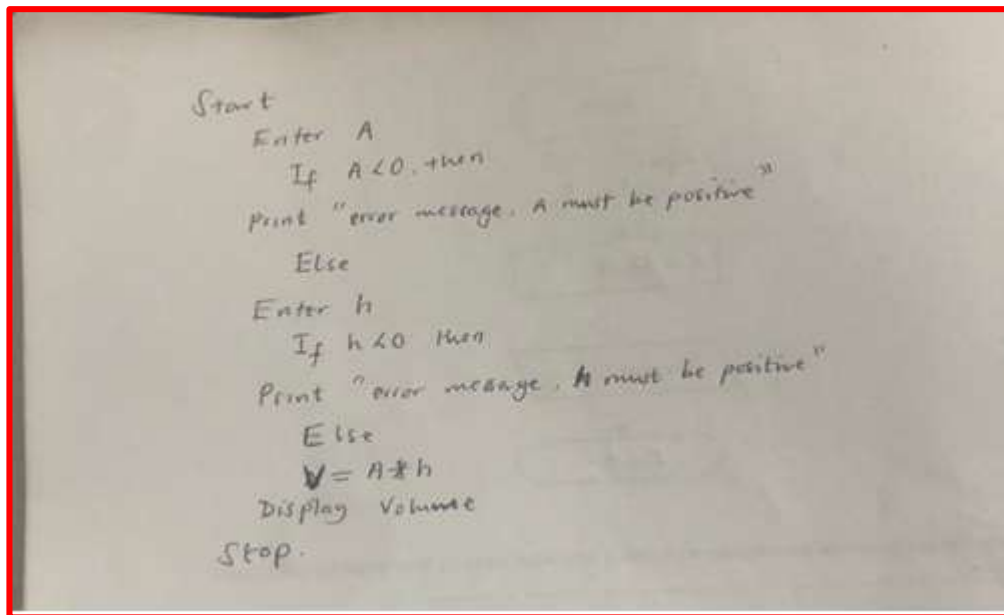 Start
Enter A
If A<0. then
Print "error message. A must be positive"
Else
Enter h
If h<0 then
Print "error message. h must be positive"
Else
V = A*h
Display Volume
Stop.